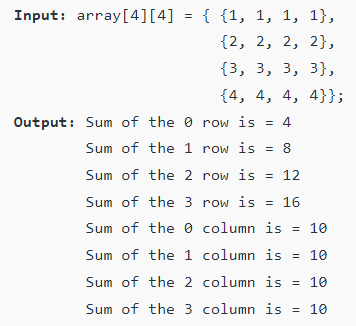 Input: array[4][4] = { {1, 1, 1, 1},
{2, 2, 2, 2},
{3, 3, 3, 3},
{4, 4, 4, 4}};
Output: Sum of the 0 row is = 4
Sum of the 1 row is = 8
Sum of the 2 row is = 12
Sum of the 3 row is = 16
Sum of the 0 column is = 10
Sum of the 1 column is = 10
Sum of the 2 column is = 10
Sum of the 3 column is = 10